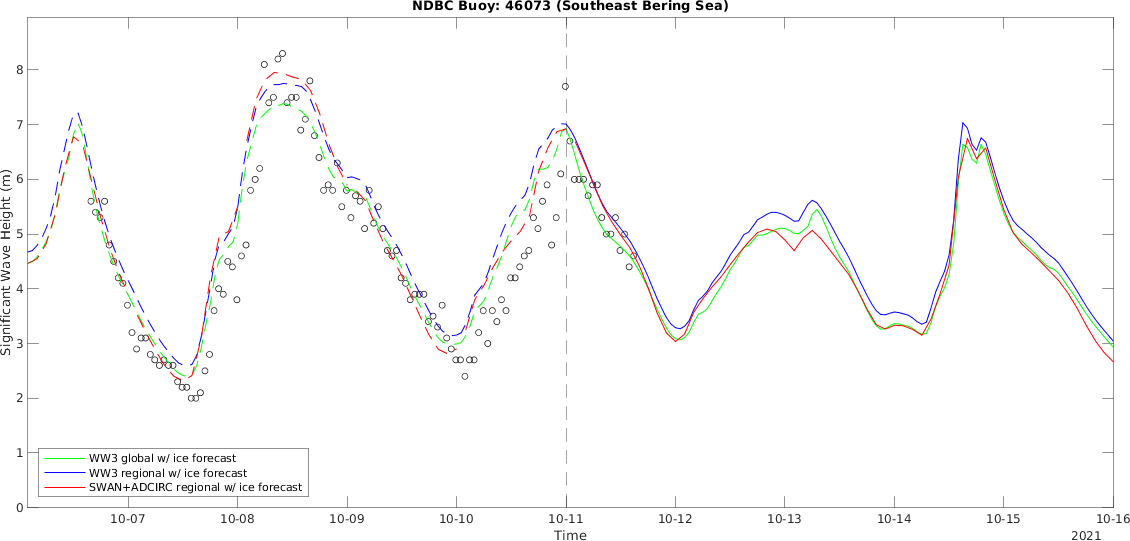 NDBC Buoy: 46073 (Southeast Bering Sea)
Significant Wave Height (m)
8
7
6
5
4
3
2
1
0
WW3 global w/ ice forecast
WW3 regional w/ ice forecast
SWAN+ADCIRC regional w/ ice forecast
10-07 10-08 10-09 10-10 10-11 10-12 10-13 10-14 10-15 10-16
Time
2021